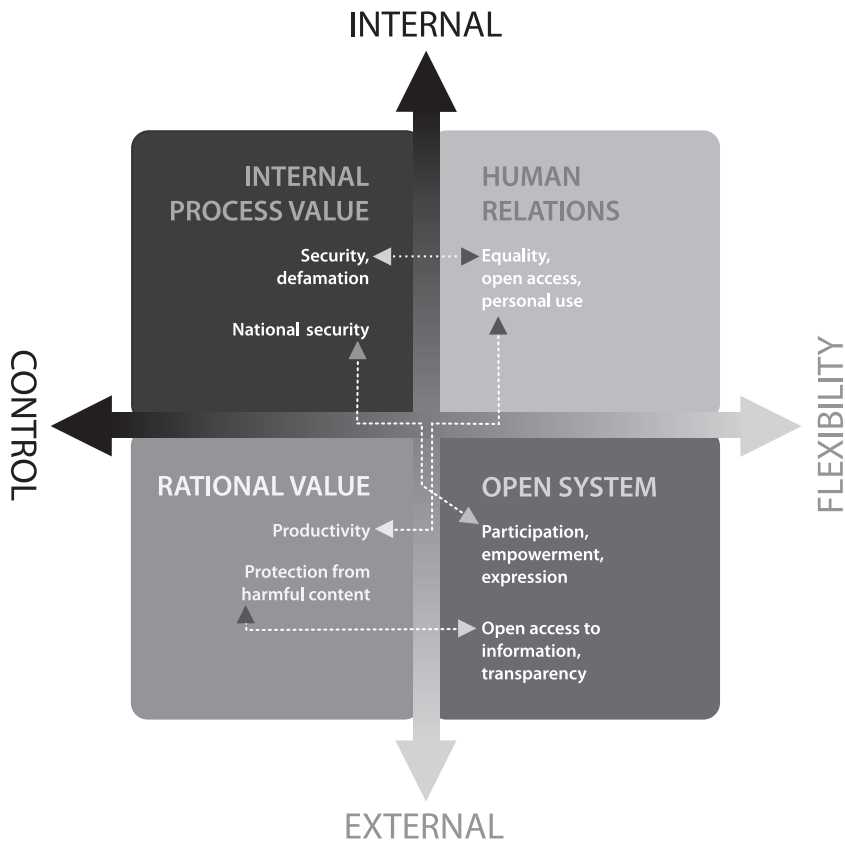 INTERNAL
INTERNAL
PROCESS VALUE
Security,
defamation
National security
HUMAN
RELATIONS
Equality,
open access,
personal use
CONTROL
FLEXIBILITY
RATIONAL VALUE
Productivity
Protection from
harmful content
OPEN SYSTEM
Participation,
empowerment,
expression
Open access to
information,
transparency
EXTERNAL